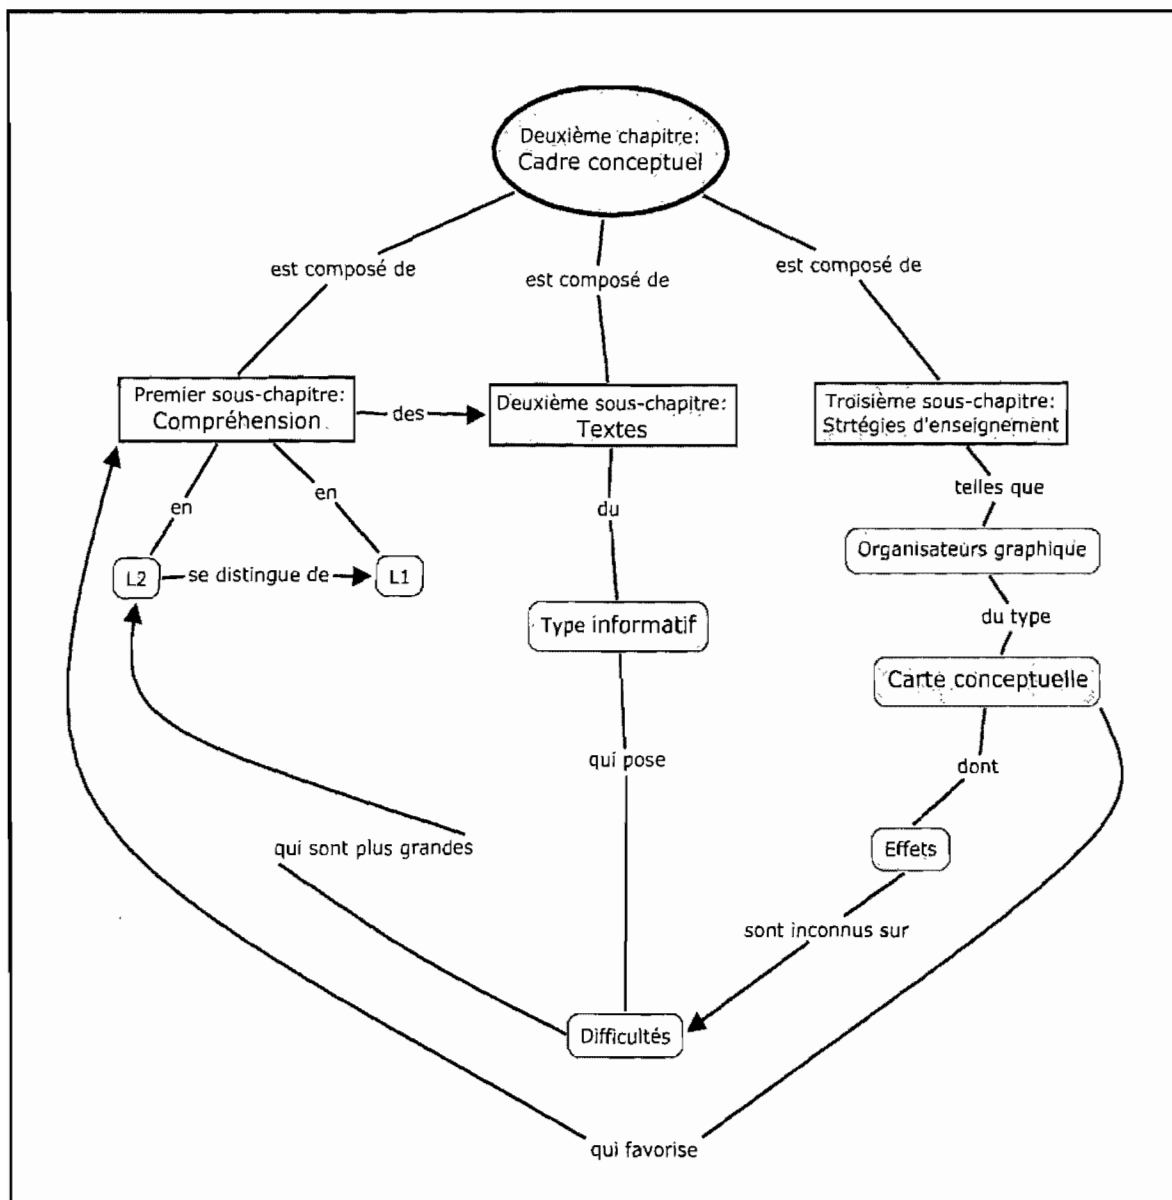 Deuxième chapitre:
Cadre conceptuel
est composé de
est composé de
est composé de
Premier sous-chapitre:
Compréhension
des
Deuxième sous-chapitre:
Textes
Troisième sous-chapitre:
Strtégies d'enseignement
en
en
du
telles que
L2
se distingue de
L1
Organisateurs graphique
Type informatif
du type
Carte conceptuelle
qui pose
dont
qui sont plus grandes
Effets
sont inconnus sur
Difficultés
qui favorise